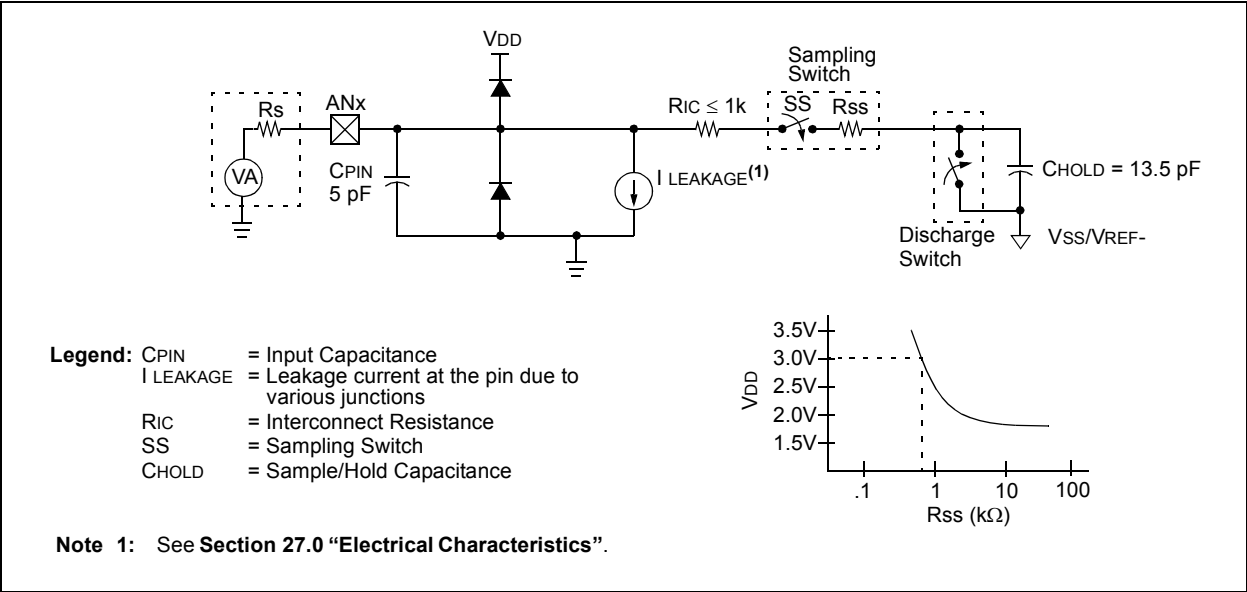 VDD
Sampling
Switch
Rs
ANx
RIC ≤ 1k
SS
Rss
VA
CPIN
5 pF
I LEAKAGE(1)
CHOLD = 13.5 pF
Discharge
Switch
VSS/VREF-
Legend: CPIN = Input Capacitance
I LEAKAGE = Leakage current at the pin due to
various junctions
RIC = Interconnect Resistance
SS = Sampling Switch
CHOLD = Sample/Hold Capacitance
VDD
3.5V
3.0V
2.5V
2.0V
1.5V
.1 1 10 100
Rss (kΩ)
Note 1: See Section 27.0 “Electrical Characteristics”.